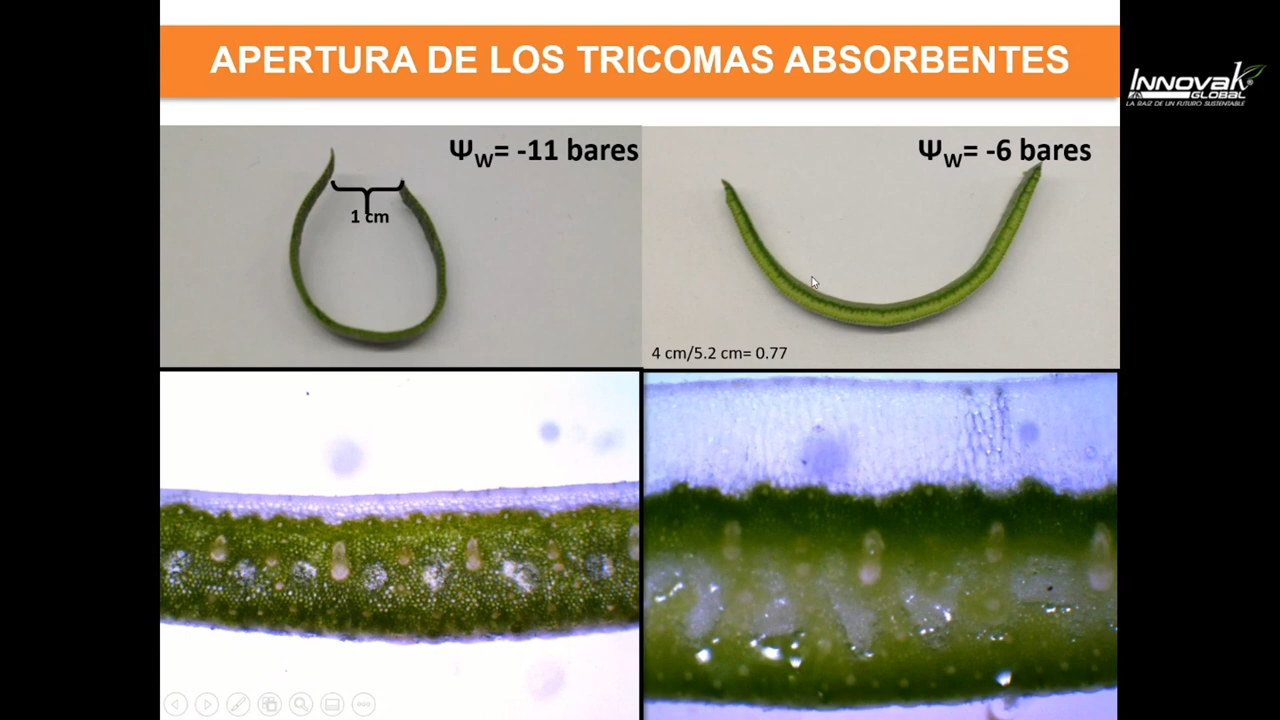 APERTURA DE LOS TRICOMAS ABSORBENTES
INNOVAK®
GLOBAL
LA RAÍZ DE UN FUTURO SUSTENTABLE
ΨW= -11 bares
1 cm
ΨW= -6 bares
4 cm/5.2 cm= 0.77